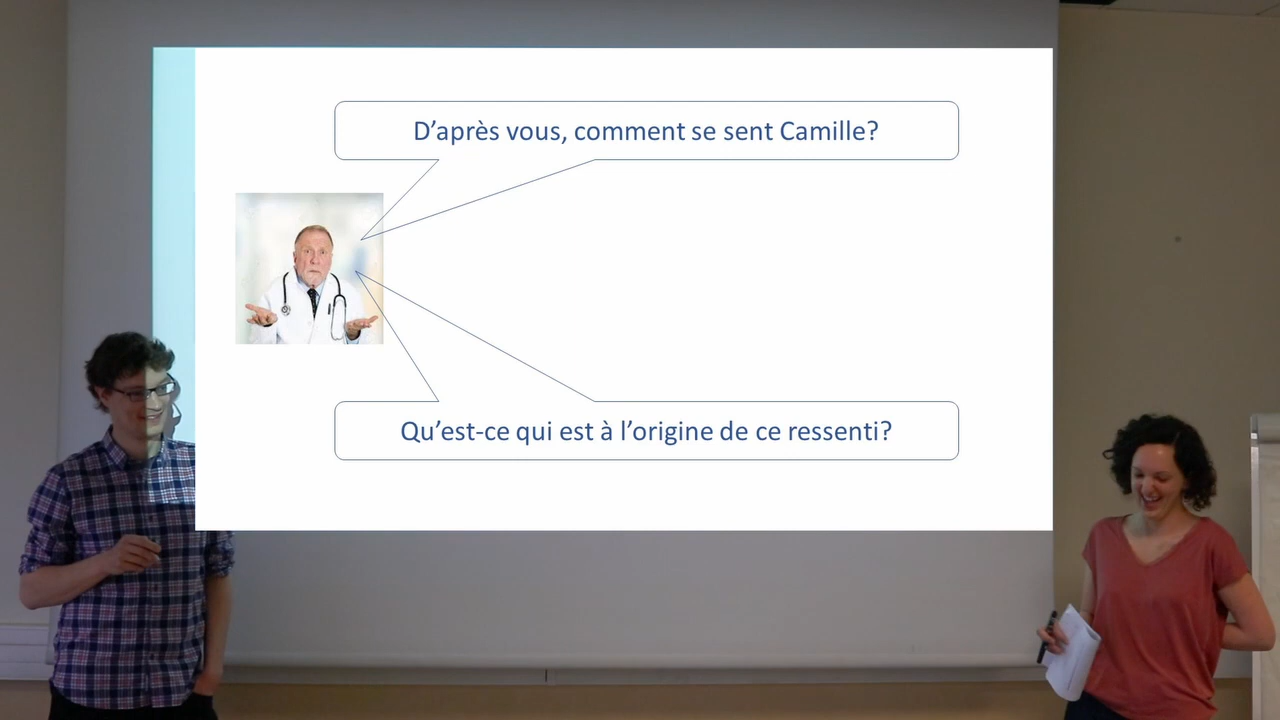 D’après vous, comment se sent Camille?
Qu’est-ce qui est à l’origine de ce ressenti?